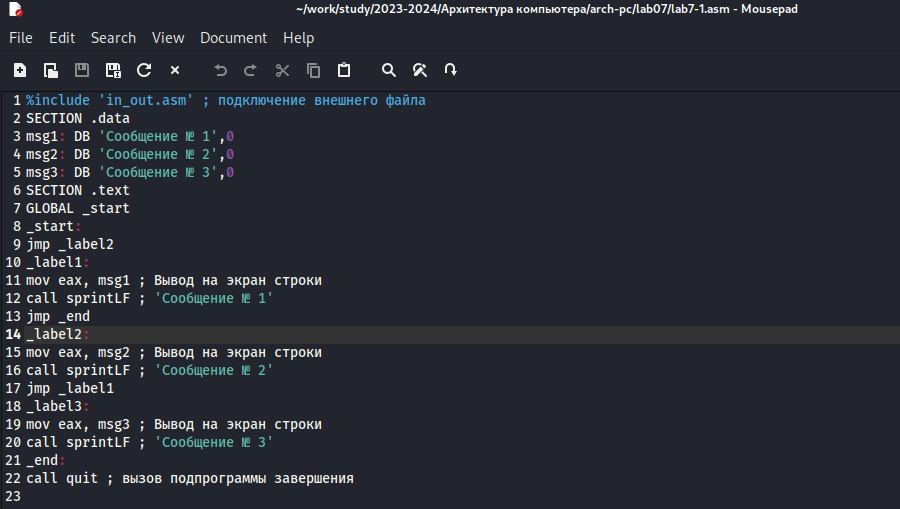 ~/work/study/2023-2024/Архитектура компьютера/arch-pc/lab07/lab7-1.asm - Mousepad
File Edit Search View Document Help
1 %include 'in_out.asm' ; подключение внешнего файла
2 SECTION .data
3 msg1: DB 'Сообщение № 1',0
4 msg2: DB 'Сообщение № 2',0
5 msg3: DB 'Сообщение № 3',0
6 SECTION .text
7 GLOBAL _start
8 _start:
9 jmp _label2
10 _label1:
11 mov eax, msg1 ; Вывод на экран строки
12 call sprintLF ; 'Сообщение № 1'
13 jmp _end
14 _label2:
15 mov eax, msg2 ; Вывод на экран строки
16 call sprintLF ; 'Сообщение № 2'
17 jmp _label1
18 _label3:
19 mov eax, msg3 ; Вывод на экран строки
20 call sprintLF ; 'Сообщение № 3'
21 _end:
22 call quit ; вызов подпрограммы завершения
23